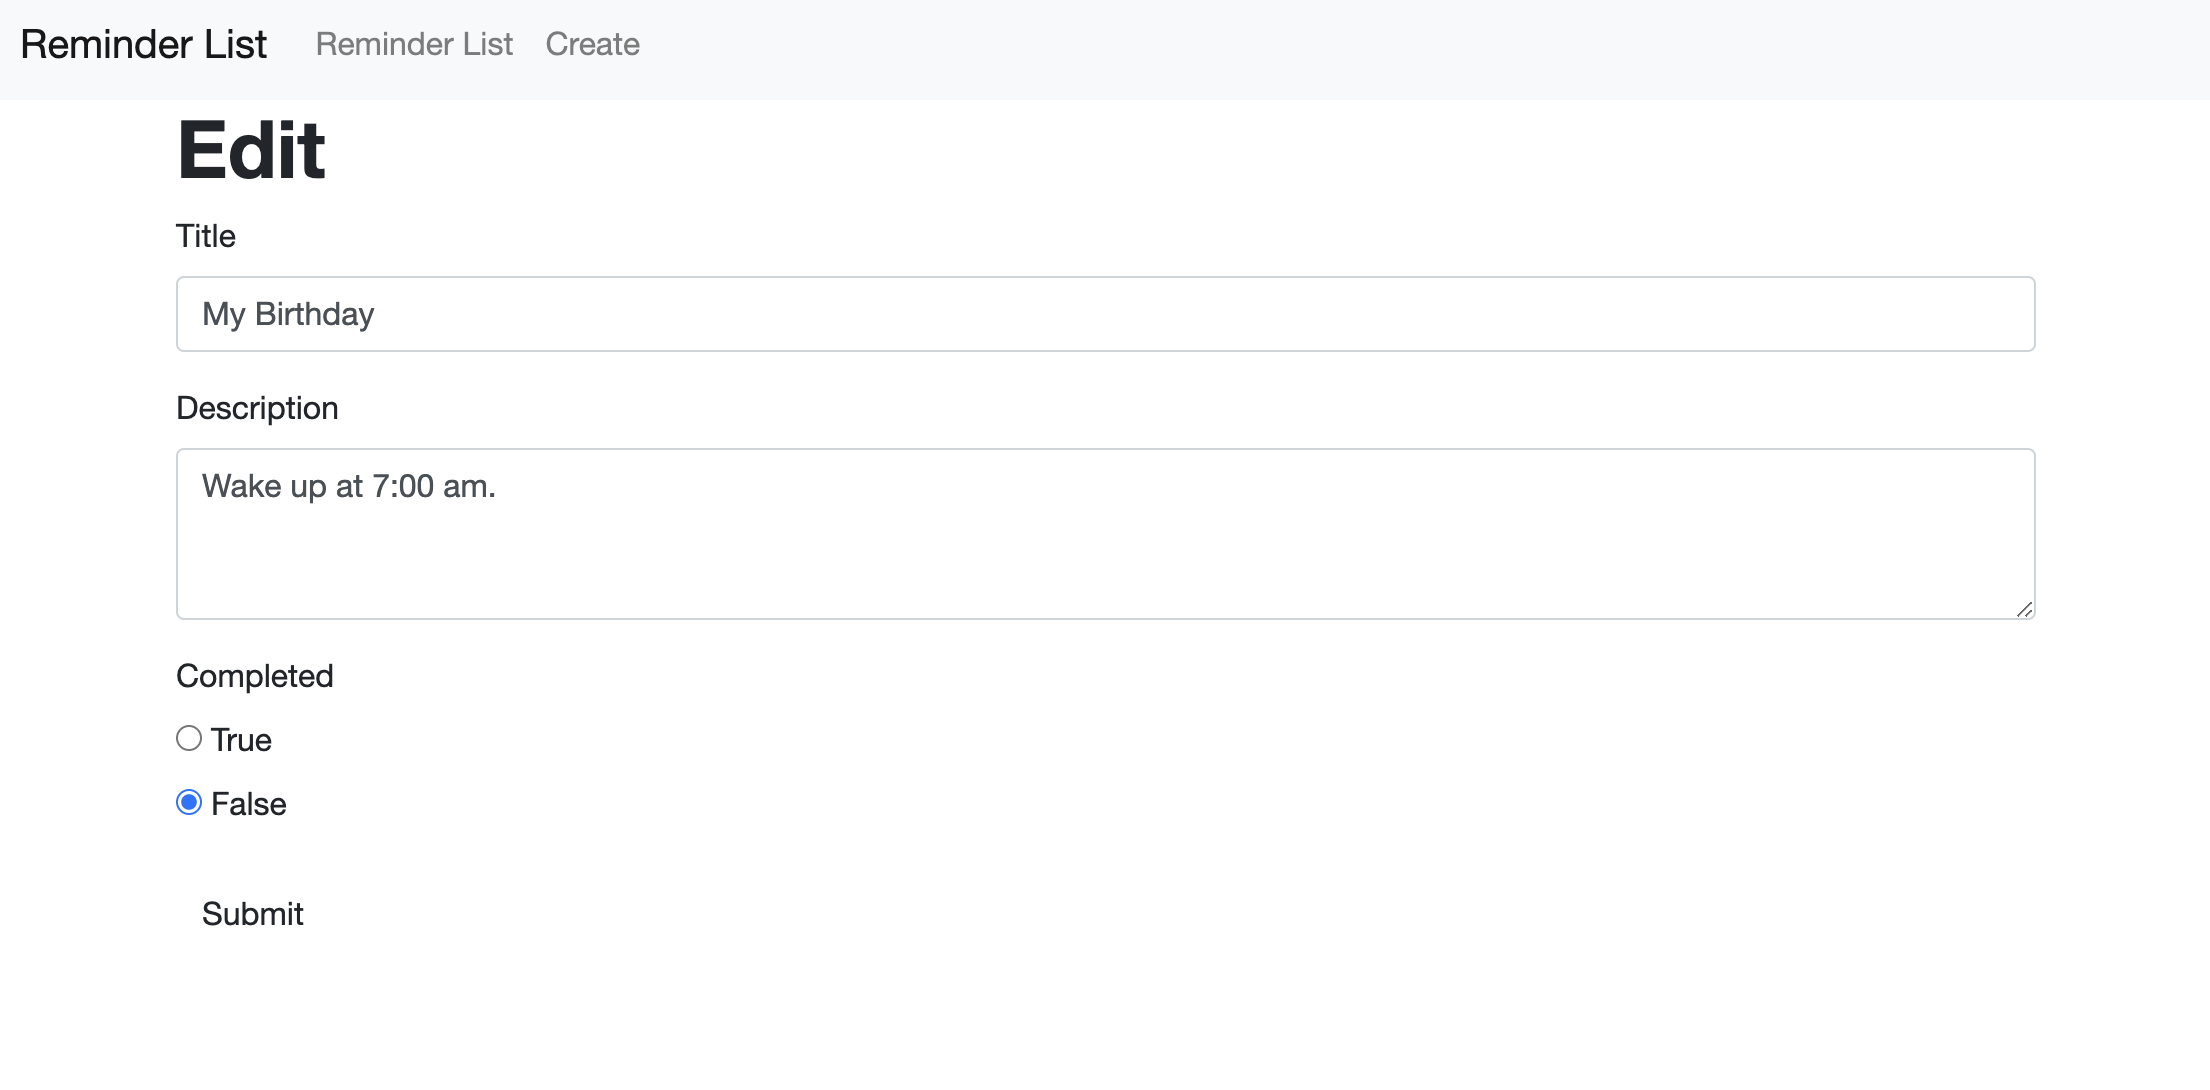 Reminder List Reminder List Create
Edit
Title
My Birthday
Description
Wake up at 7:00 am.
Completed
True
False
Submit